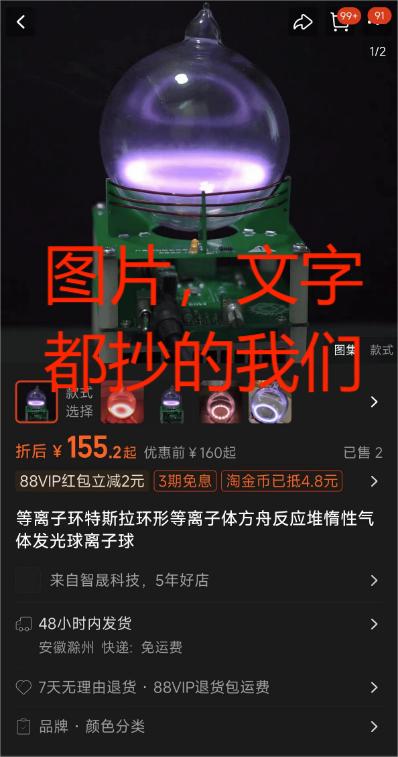 99+
91
1/2
图片，文字
都抄的我们
图集 款式
款式
选择
折后 ¥155.2起 优惠前 ¥160起 已售 2
88VIP红包立减2元 3期免息 淘金币已抵4.8元
等离子环特斯拉环形等离子体方舟反应堆惰性气
体发光球离子球
来自智晟科技，5年好店
48小时内发货
安徽滁州 快递: 免运费
7天无理由退货 · 88VIP退货包运费
品牌 · 颜色分类